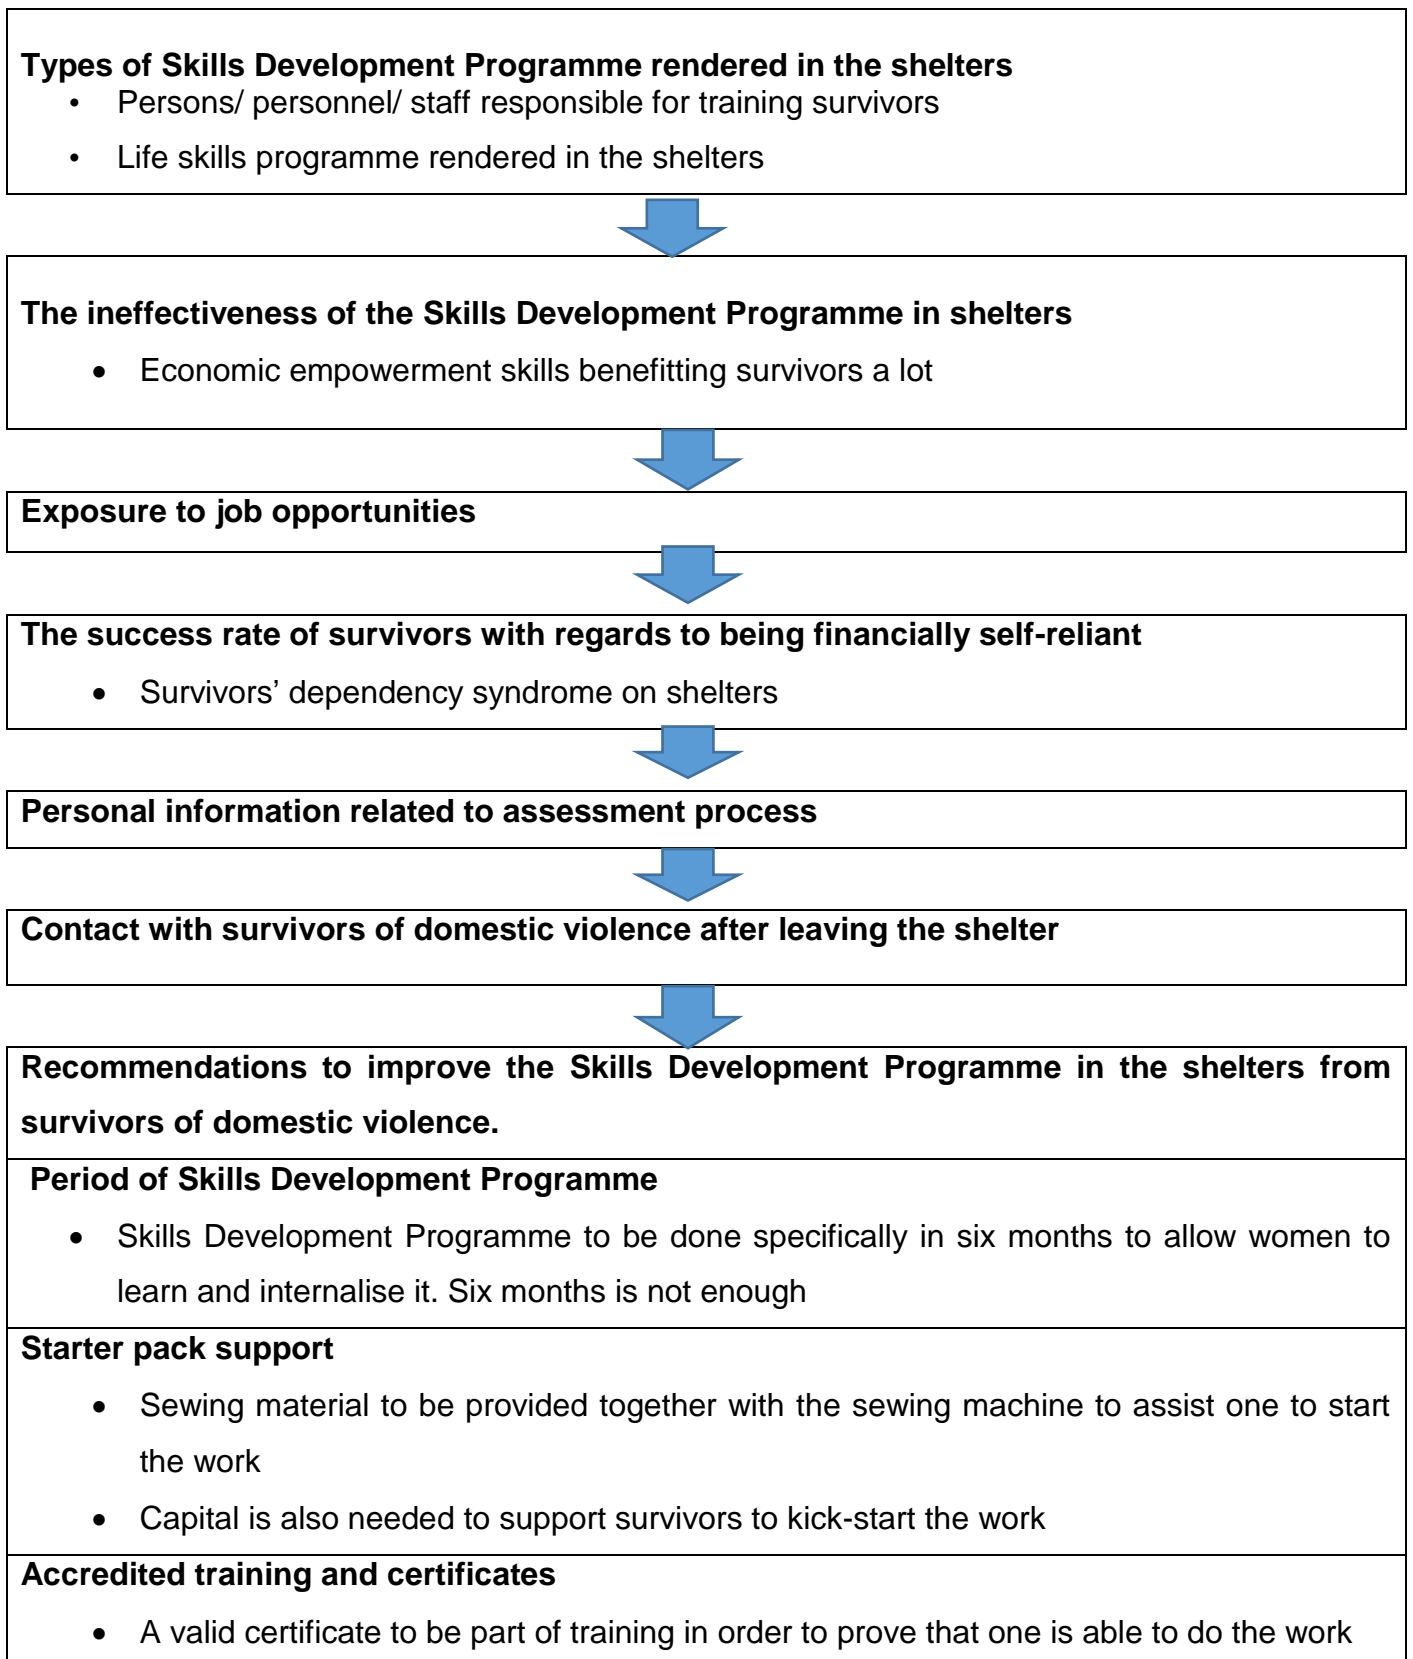 Types of Skills Development Programme rendered in the shelters
• Persons/ personnel/ staff responsible for training survivors
• Life skills programme rendered in the shelters
The ineffectiveness of the Skills Development Programme in shelters
• Economic empowerment skills benefitting survivors a lot
Exposure to job opportunities
The success rate of survivors with regards to being financially self-reliant
• Survivors’ dependency syndrome on shelters
Personal information related to assessment process
Contact with survivors of domestic violence after leaving the shelter
Recommendations to improve the Skills Development Programme in the shelters from
survivors of domestic violence.
Period of Skills Development Programme
• Skills Development Programme to be done specifically in six months to allow women to
learn and internalise it. Six months is not enough
Starter pack support
• Sewing material to be provided together with the sewing machine to assist one to start
the work
• Capital is also needed to support survivors to kick-start the work
Accredited training and certificates
• A valid certificate to be part of training in order to prove that one is able to do the work